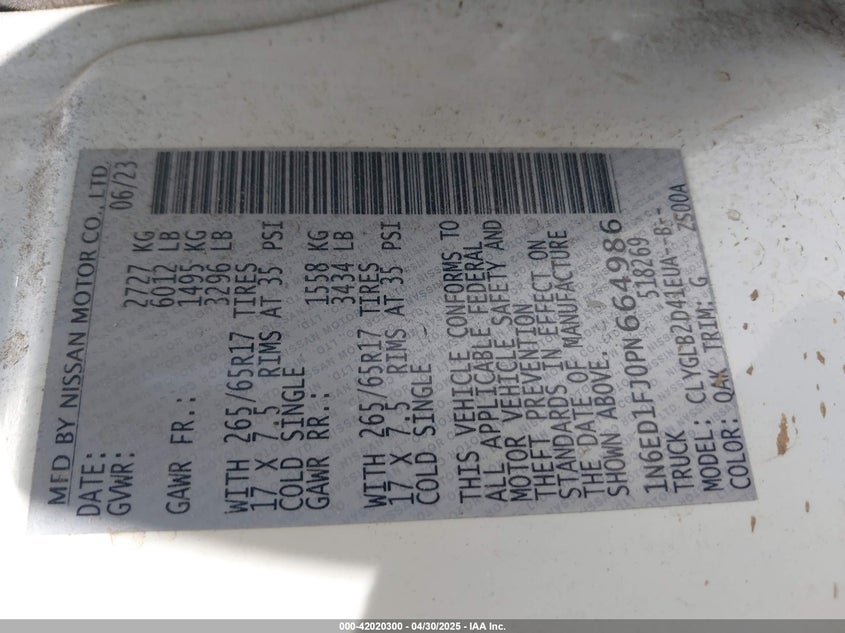 MFD BY NISSAN MOTOR CO., LTD.
DATE: 06/23
GVWR: 2727 KG
6012 LB
GAWR FR.: 1495 KG
3296 LB
WITH 265/65R17 TIRES
17 X 7.5 RIMS AT 35 PSI
COLD SINGLE
GAWR RR.: 1558 KG
3434 LB
WITH 265/65R17 TIRES
17 X 7.5 RIMS AT 35 PSI
COLD SINGLE
THIS VEHICLE CONFORMS TO
ALL APPLICABLE FEDERAL
MOTOR VEHICLE SAFETY AND
THEFT PREVENTION
STANDARDS IN EFFECT ON
THE DATE OF MANUFACTURE
SHOWN ABOVE.
1N6ED1FJ0PN664986
TRUCK 518269
MODEL: CLYGLB2D41EUA--B--
COLOR: QAK TRIM: G ZS00A
000-42020300 - 04/30/2025 - IAA Inc.